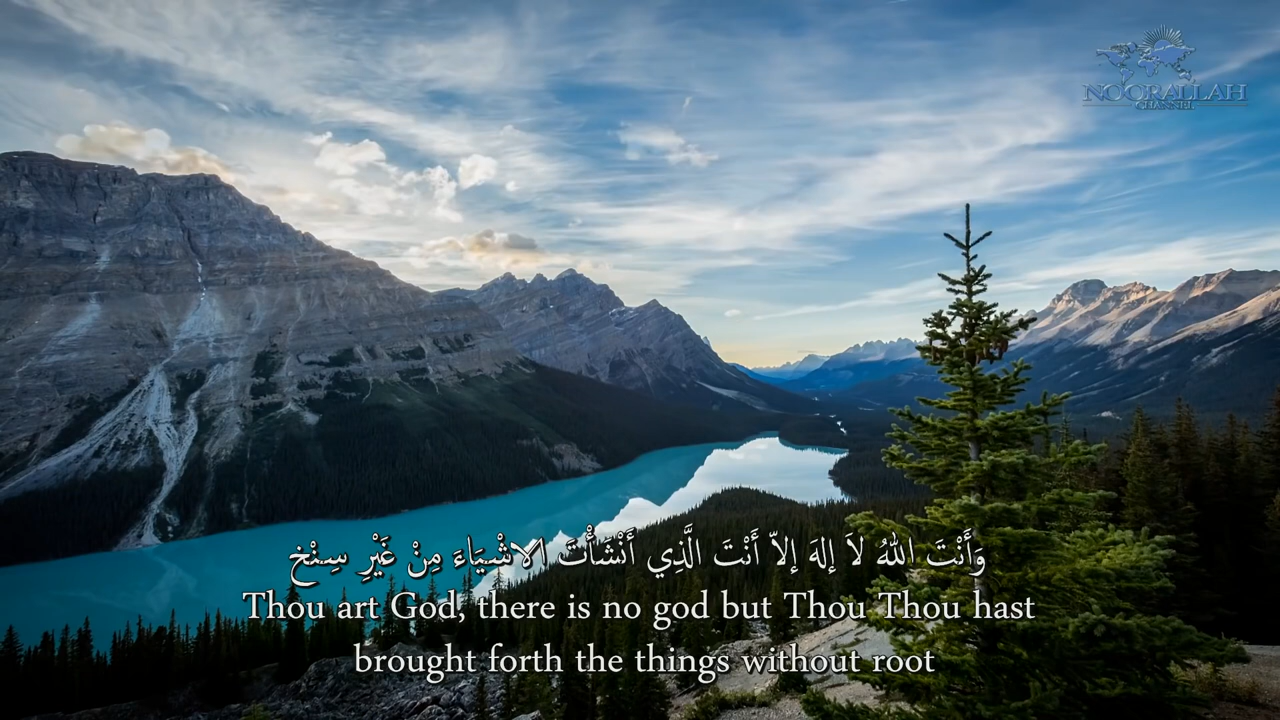 NOORALLAH
CHANNEL
وَأَنْتَ اللهُ لاَ إلهَ إلاّ أَنْتَ الَّذِي أَنْشَأْتَ الاشْيَاءَ مِنْ غَيْرِ سِنْخ
Thou art God, there is no god but Thou Thou hast
brought forth the things without root